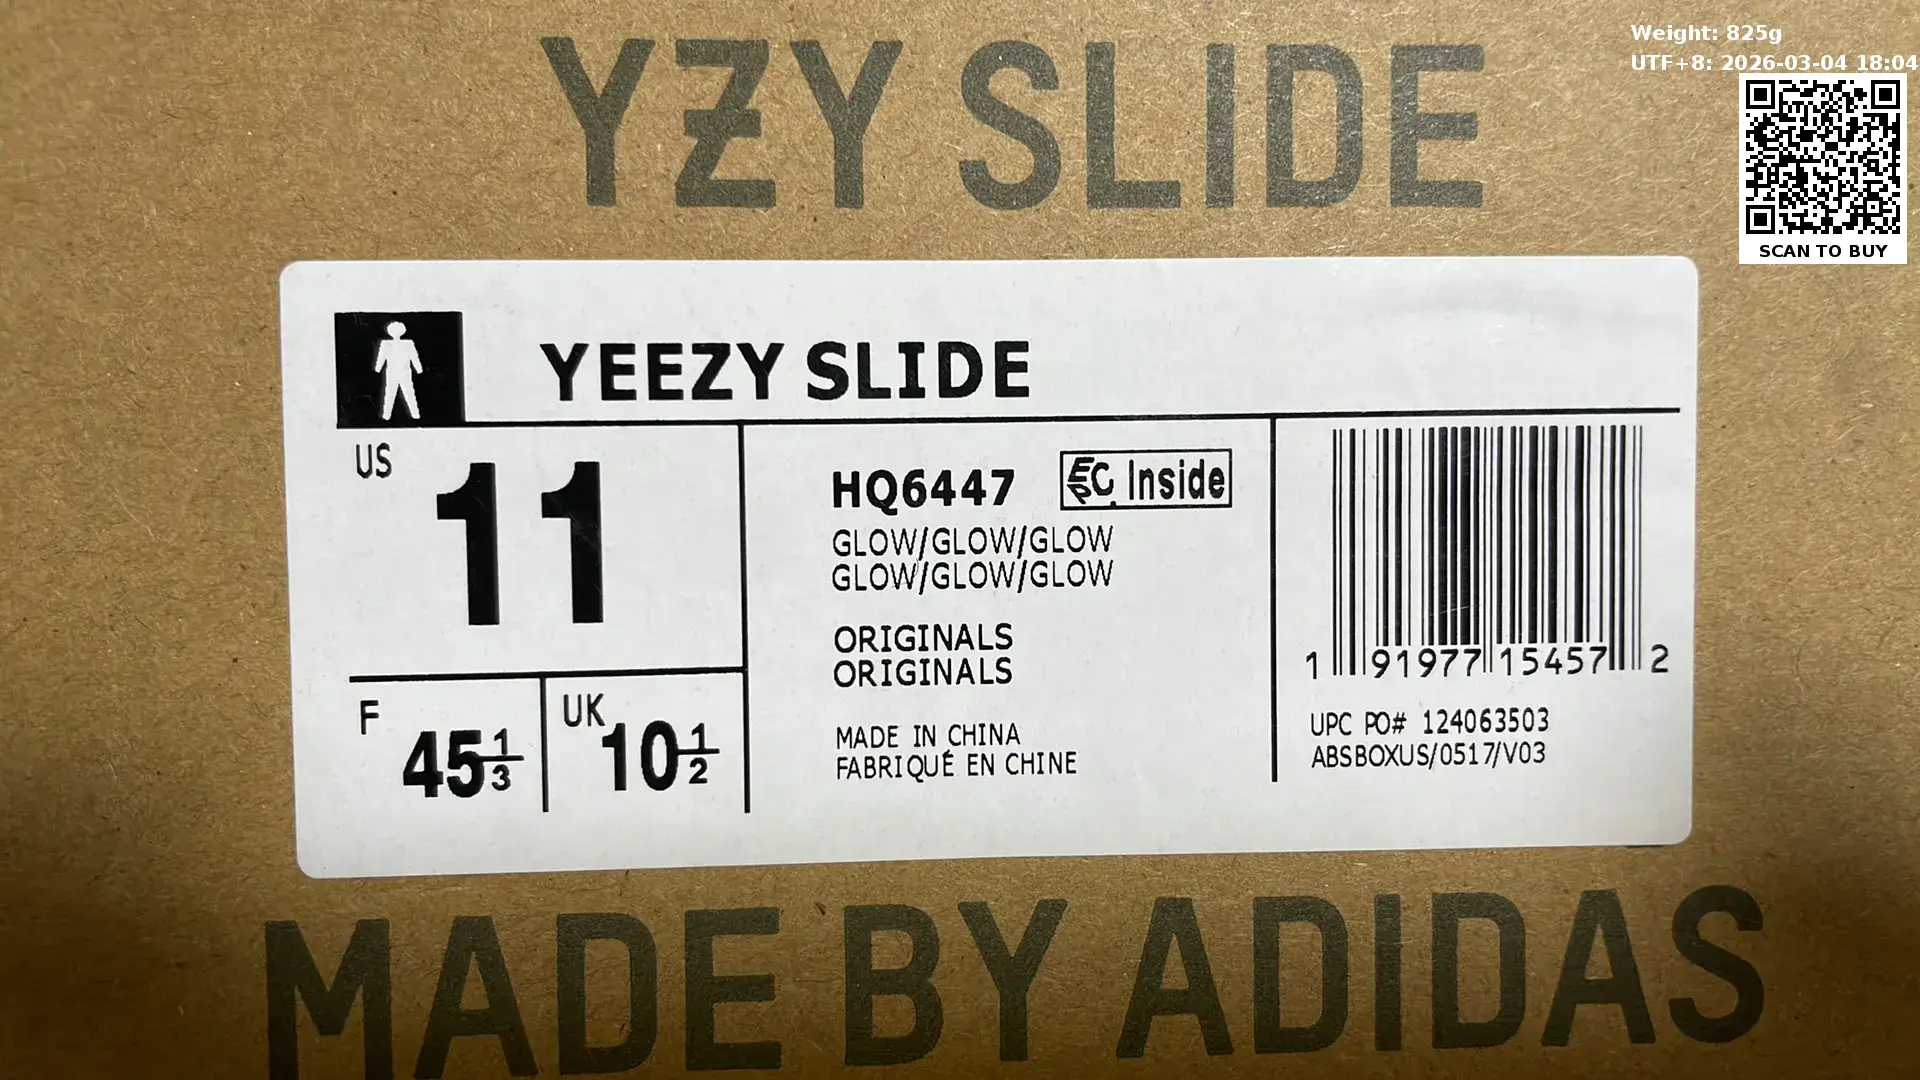 Weight: 825g
UTF+8: 2026-03-04 18:04
SCAN TO BUY
YZY SLIDE
YEEZY SLIDE
US
11
F
45 1/3
UK
10 1/2
HQ6447
EPC Inside
GLOW/GLOW/GLOW
GLOW/GLOW/GLOW
ORIGINALS
ORIGINALS
MADE IN CHINA
FABRIQUÉ EN CHINE
1 91977 15457 2
UPC PO# 124063503
ABSBOXUS/0517/V03
MADE BY ADIDAS